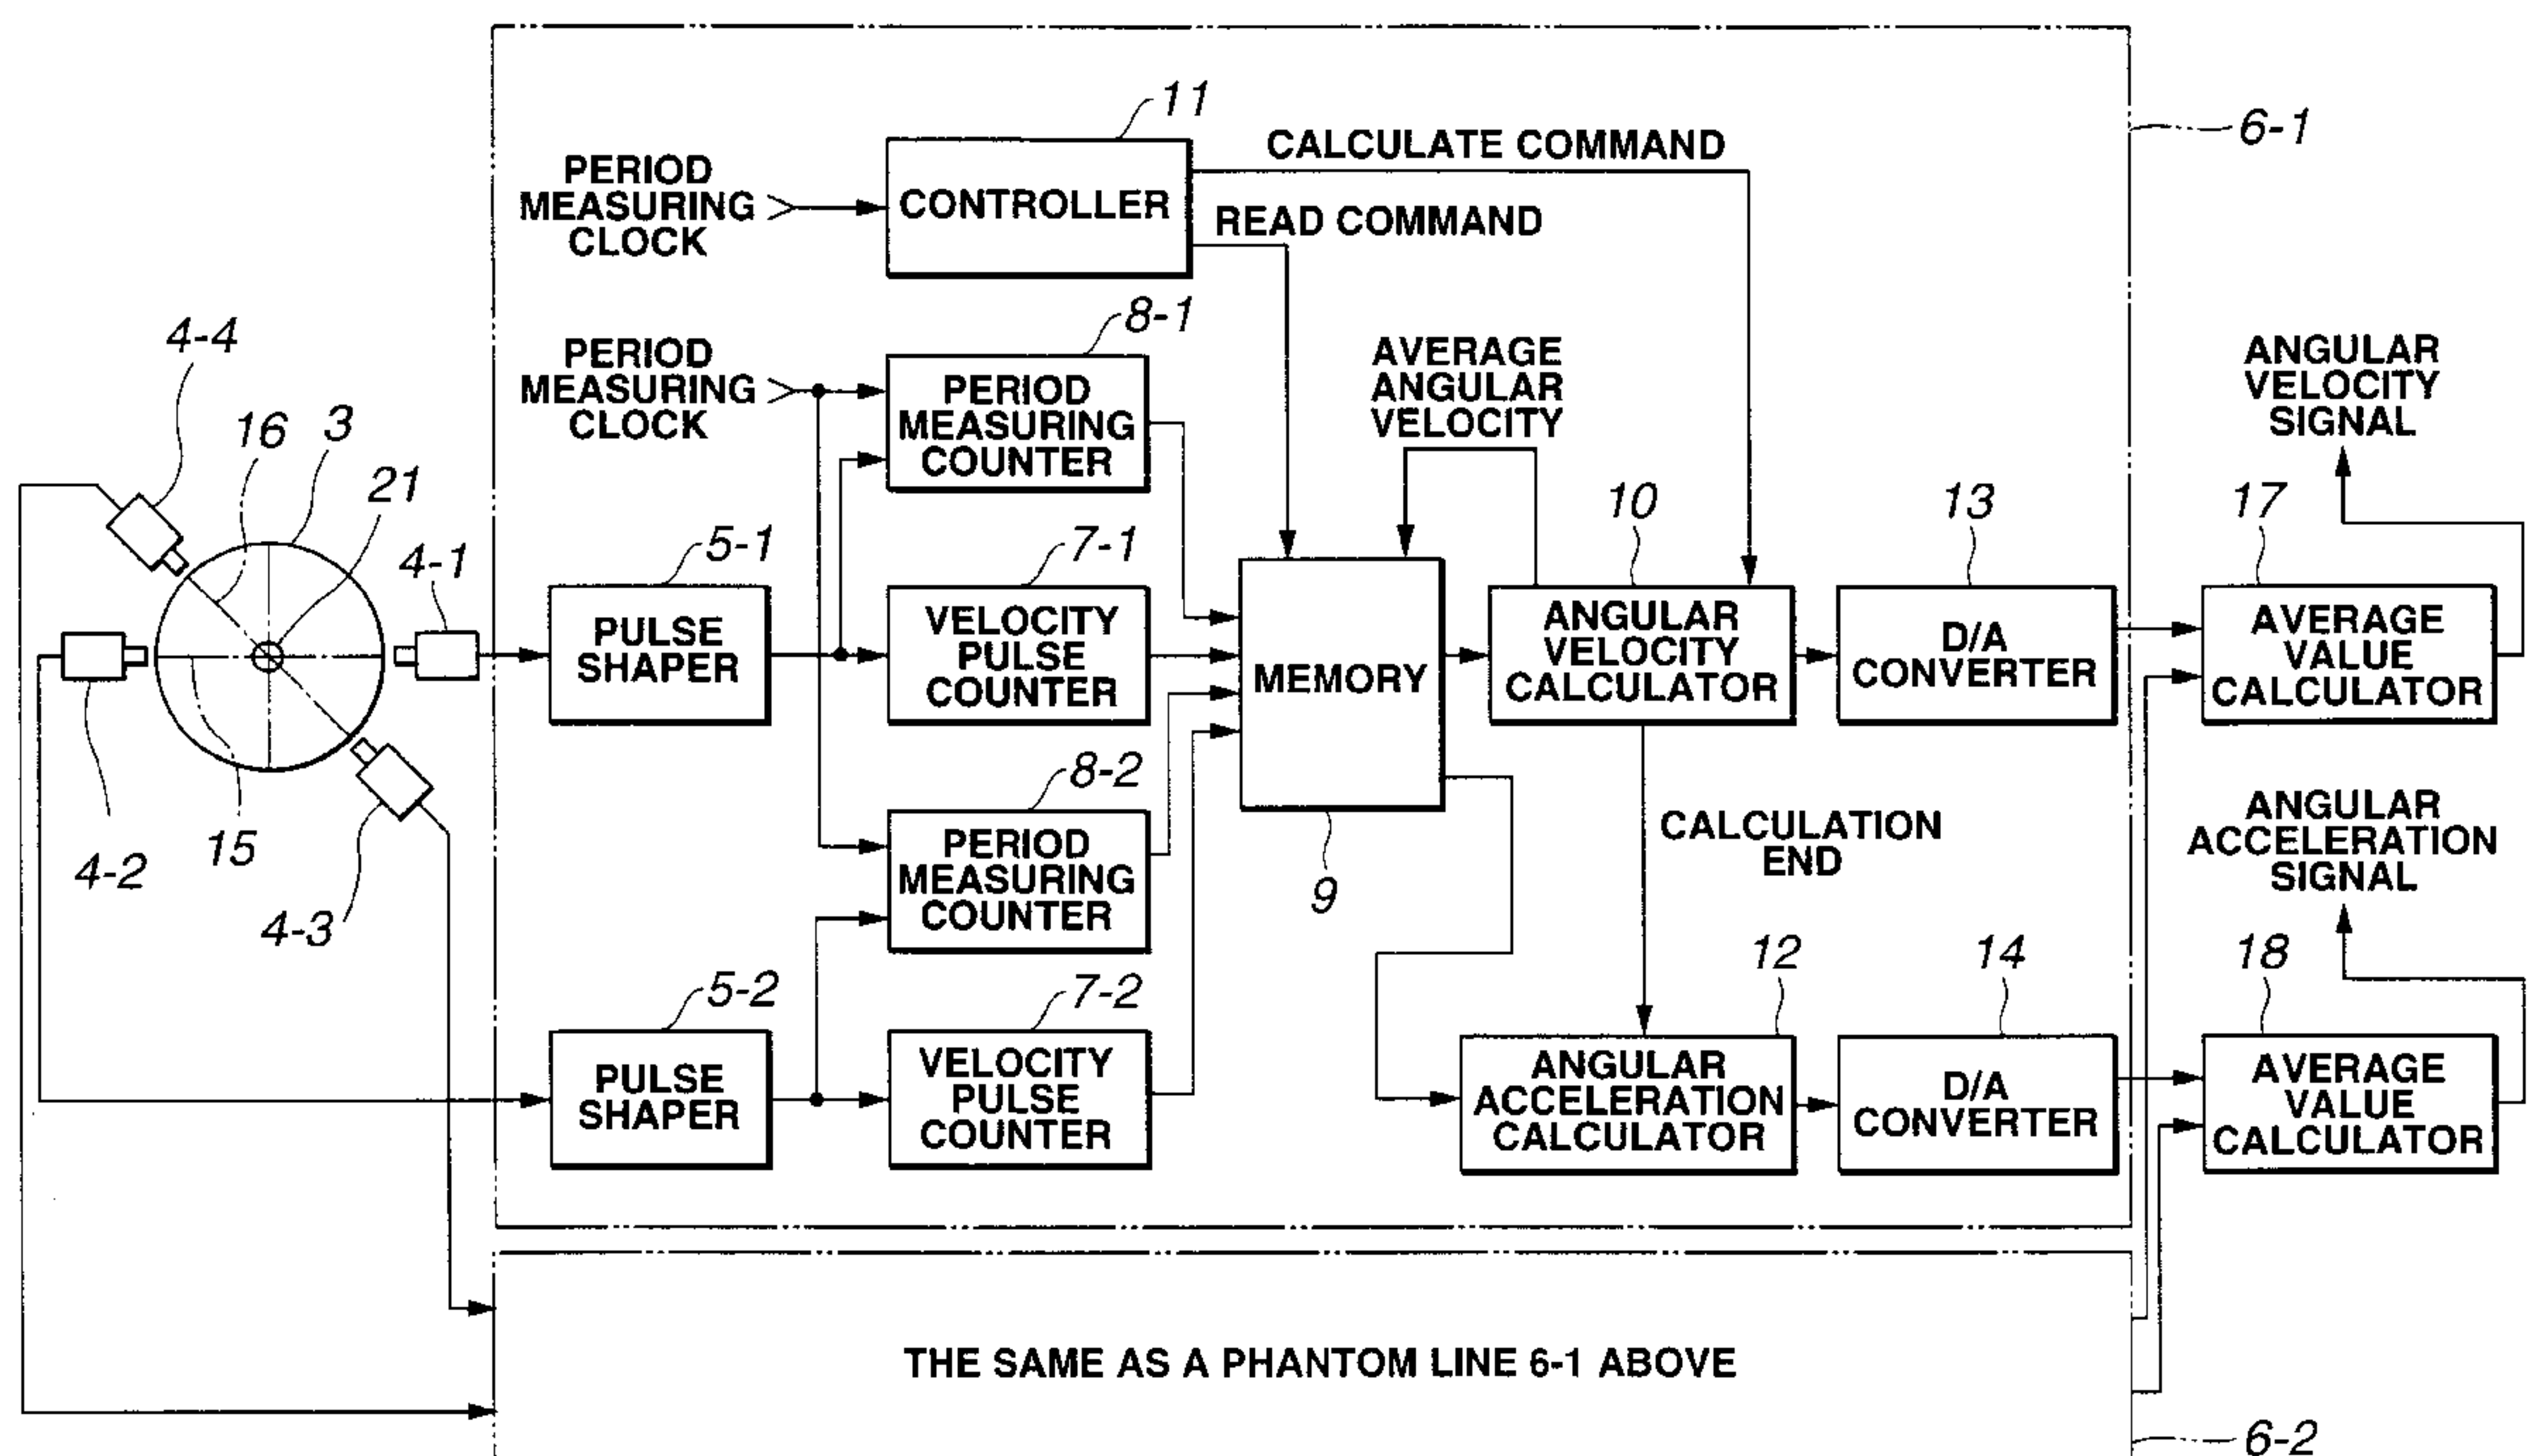 11
6-1
CALCULATE COMMAND
PERIOD
MEASURING
CLOCK
CONTROLLER
READ COMMAND
8-1
4-4
PERIOD
MEASURING
CLOCK
PERIOD
MEASURING
COUNTER
AVERAGE
ANGULAR
VELOCITY
ANGULAR
VELOCITY
SIGNAL
16
3
21
4-1
5-1
7-1
10
13
17
PULSE
SHAPER
VELOCITY
PULSE
COUNTER
MEMORY
ANGULAR
VELOCITY
CALCULATOR
D/A
CONVERTER
AVERAGE
VALUE
CALCULATOR
4-2
15
4-3
8-2
PERIOD
MEASURING
COUNTER
9
CALCULATION
END
ANGULAR
ACCELERATION
SIGNAL
5-2
7-2
12
14
18
PULSE
SHAPER
VELOCITY
PULSE
COUNTER
ANGULAR
ACCELERATION
CALCULATOR
D/A
CONVERTER
AVERAGE
VALUE
CALCULATOR
THE SAME AS A PHANTOM LINE 6-1 ABOVE
6-2